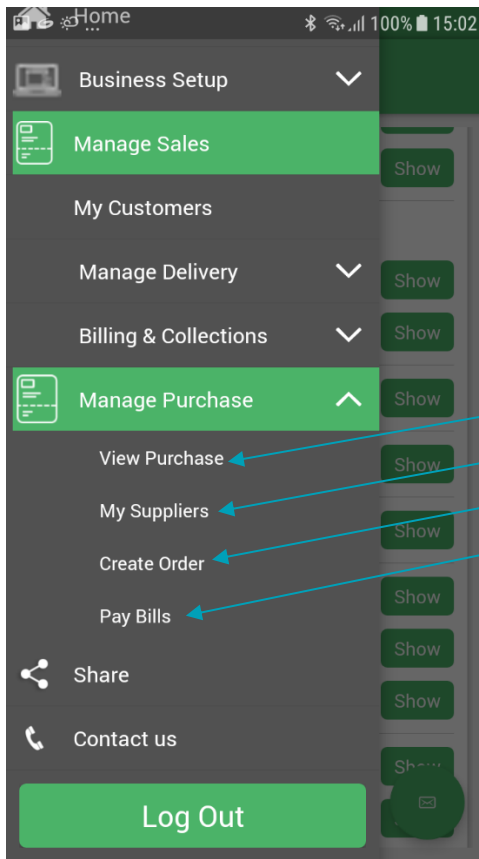 Home
... 100% 15:02
Business Setup
Manage Sales
Show
My Customers
Manage Delivery
Show
Billing & Collections
Show
Manage Purchase
Show
View Purchase
Show
My Suppliers
Show
Create Order
Pay Bills
Show
Show
Share
Show
Contact us
Log Out